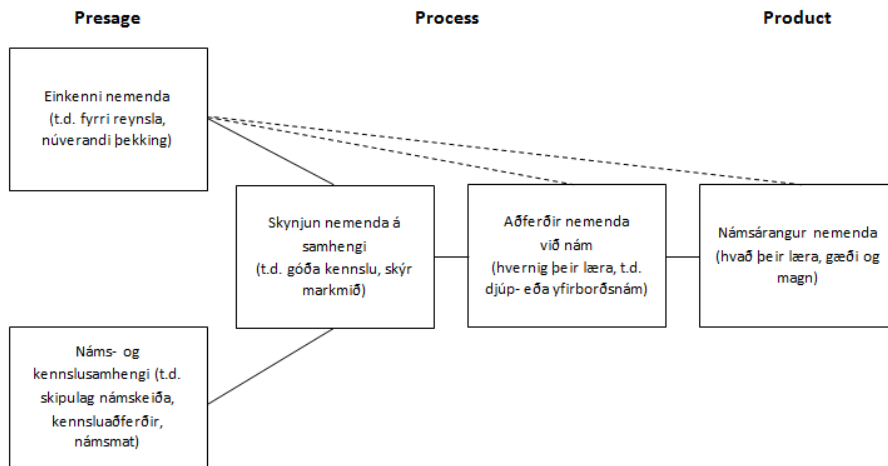 Presage
Process
Product
Einkenni nemenda
(t.d. fyrri reynsla,
núverandi þekking)
Skynjun nemenda á
samhengi
(t.d. góða kennslu, skýr
markmið)
Aðferðir nemenda
við nám
(hvernig þeir læra, t.d.
djúp- eða yfirborðsnám)
Námsárangur nemenda
(hvað þeir læra, gæði og
magn)
Náms- og
kennslusamhengi (t.d.
skipulag námskeiða,
kennsluaðferðir,
námsmat)